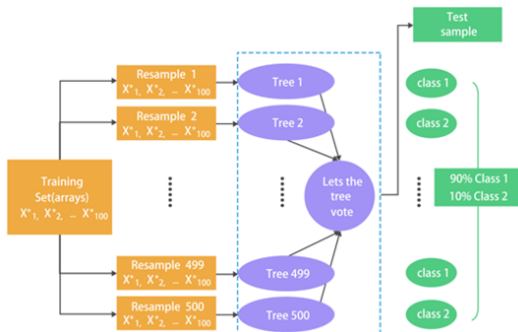 Test
sample
Resample 1
X*1, X*2, ... X*100
Tree 1
class 1
Resample 2
X*1, X*2, ... X*100
Tree 2
class 2
Training
Set(arrays)
X*1, X*2, ... X*100
Lets the
tree
vote
90% Class 1
10% Class 2
Resample 499
X*1, X*2, ... X*100
Tree 499
class 1
Resample 500
X*1, X*2, ... X*100
Tree 500
class 2